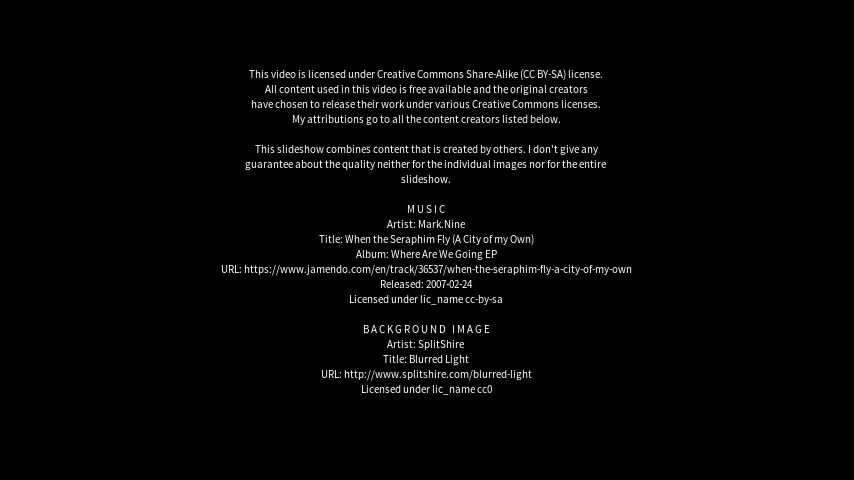 This video is licensed under Creative Commons Share-Alike (CC BY-SA) license.
All content used in this video is free available and the original creators
have chosen to release their work under various Creative Commons licenses.
My attributions go to all the content creators listed below.
This slideshow combines content that is created by others. I don't give any
guarantee about the quality neither for the individual images nor for the entire
slideshow.
MUSIC
Artist: Mark.Nine
Title: When the Seraphim Fly (A City of my Own)
Album: Where Are We Going EP
URL: https://www.jamendo.com/en/track/36537/when-the-seraphim-fly-a-city-of-my-own
Released: 2007-02-24
Licensed under lic_name cc-by-sa
BACKGROUND IMAGE
Artist: SplitShire
Title: Blurred Light
URL: http://www.splitshire.com/blurred-light
Licensed under lic_name cc0